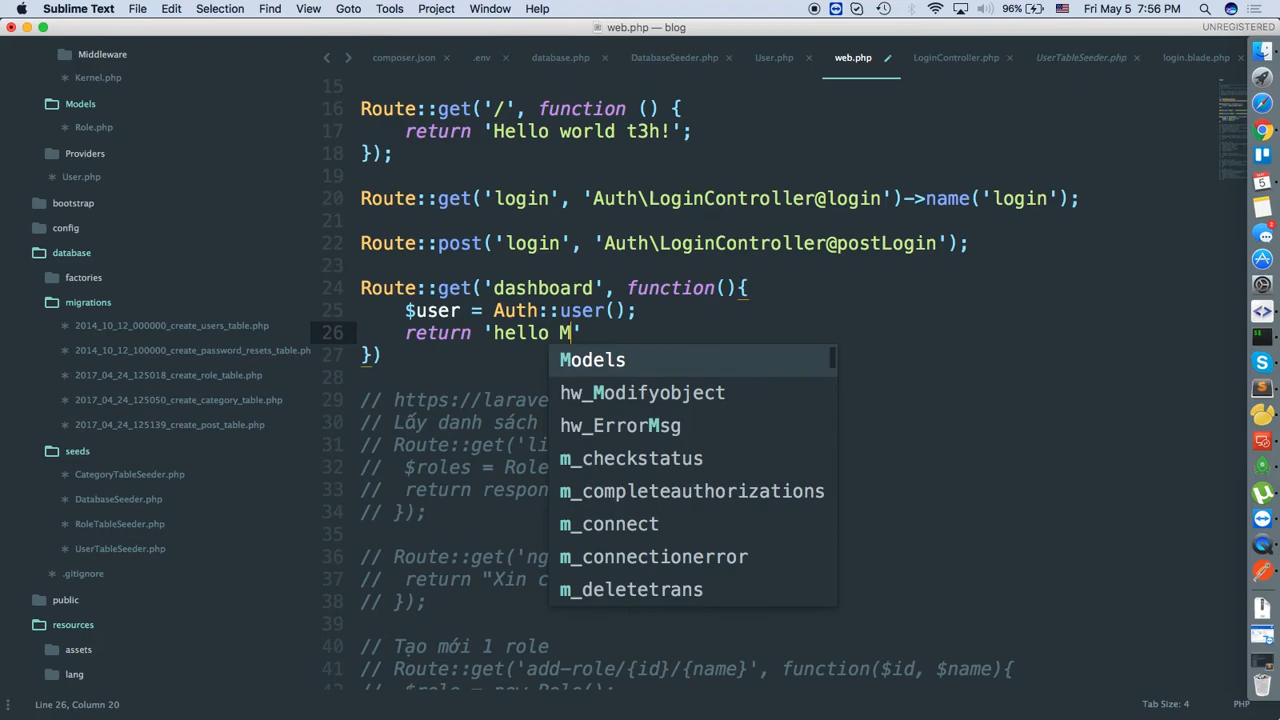 Sublime Text File Edit Selection Find View Goto Tools Project Window Help 96% Fri May 5 7:56 PM
web.php — blog UNREGISTERED
composer.json .env database.php DatabaseSeeder.php User.php web.php LoginController.php UserTableSeeder.php login.blade.php
Middleware
Kernel.php
Models
Role.php
Providers
User.php
bootstrap
config
database
factories
migrations
2014_10_12_000000_create_users_table.php
2014_10_12_100000_create_password_resets_table.ph
2017_04_24_125018_create_role_table.php
2017_04_24_125050_create_category_table.php
2017_04_24_125139_create_post_table.php
seeds
CategoryTableSeeder.php
DatabaseSeeder.php
RoleTableSeeder.php
UserTableSeeder.php
.gitignore
public
resources
assets
lang
15
16 Route::get('/', function () {
17 return 'Hello world t3h!';
18 });
19
20 Route::get('login', 'Auth\LoginController@login')->name('login');
21
22 Route::post('login', 'Auth\LoginController@postLogin');
23
24 Route::get('dashboard', function(){
25 $user = Auth::user();
26 return 'hello M'
27 })
28
29 // https://larave
30 // Lấy danh sách
31 // Route::get('li
32 // $roles = Role
33 // return respon
34 // });
35
36 // Route::get('ng
37 // return "Xin c
38 // });
39
40 // Tạo mới 1 role
41 // Route::get('add-role/{id}/{name}', function($id, $name){
42 // $role = new Role();
Models
hw_Modifyobject
hw_ErrorMsg
m_checkstatus
m_completeauthorizations
m_connect
m_connectionerror
m_deletetrans
Line 26, Column 20 Tab Size: 4 PHP